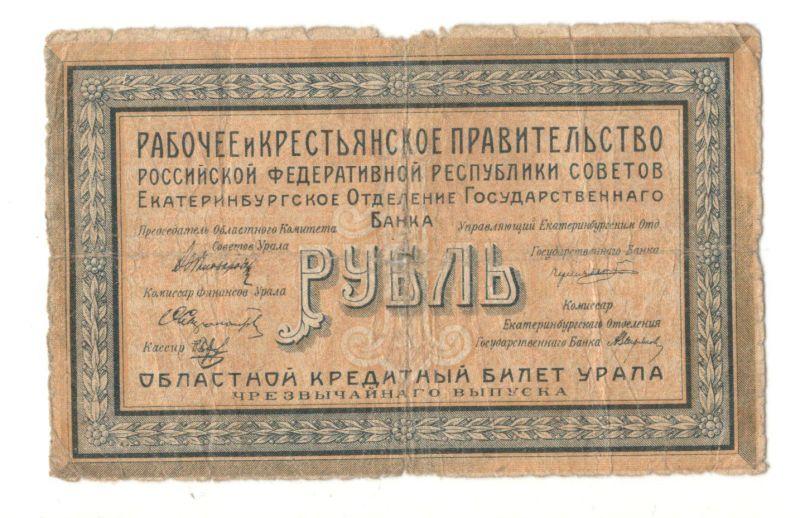 РАБОЧЕЕ и КРЕСТЬЯНСКОЕ ПРАВИТЕЛЬСТВО
РОССИЙСКОЙ ФЕДЕРАТИВНОЙ РЕСПУБЛИКИ СОВЕТОВ
ЕКАТЕРИНБУРГСКОЕ ОТДЕЛЕНИЕ ГОСУДАРСТВЕННАГО
БАНКА
Председатель Областного Комитета
Советов Урала
Управляющий Екатеринбургским Отд.
Государственнаго Банка
РУБЛЬ
Комиссар Финансов Урала
Кассир
Комиссар
Екатеринбургскаго Отделения
Государственнаго Банка
ОБЛАСТНОЙ КРЕДИТНЫЙ БИЛЕТ УРАЛА
ЧРЕЗВЫЧАЙНАГО ВЫПУСКА